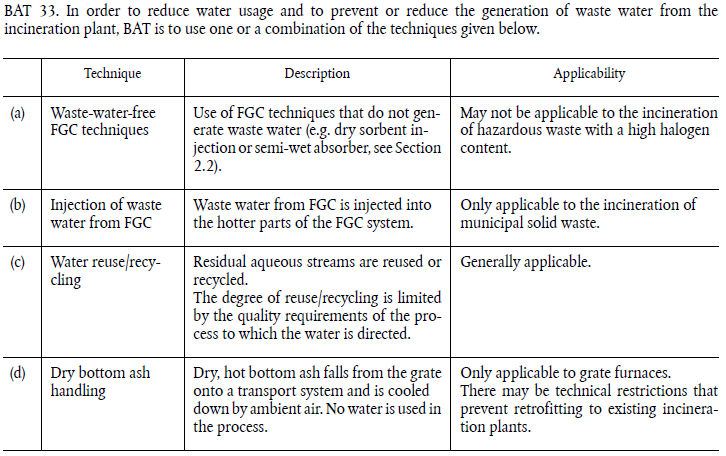 BAT 33. In order to reduce water usage and to prevent or reduce the generation of waste water from the
incineration plant, BAT is to use one or a combination of the techniques given below.
Technique Description Applicability
(a) Waste-water-free FGC techniques
Use of FGC techniques that do not gen-
erate waste water (e.g. dry sorbent in-
jection or semi-wet absorber, see Section
2.2).
May not be applicable to the incineration
of hazardous waste with a high halogen
content.
(b) Injection of waste
water from FGC
Waste water from FGC is injected into
the hotter parts of the FGC system.
Only applicable to the incineration of
municipal solid waste.
(c) Water reuse/recy-
cling
Residual aqueous streams are reused or
recycled.
The degree of reuse/recycling is limited
by the quality requirements of the pro-
cess to which the water is directed.
Generally applicable.
(d) Dry bottom ash
handling
Dry, hot bottom ash falls from the grate
onto a transport system and is cooled
down by ambient air. No water is used in
the process.
Only applicable to grate furnaces.
There may be technical restrictions that
prevent retrofitting to existing incinera-
tion plants.